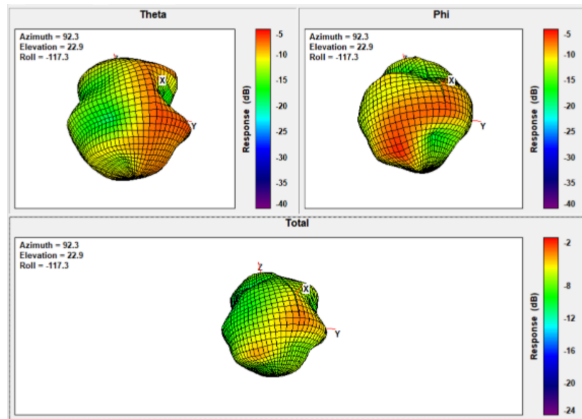 Theta
Azimuth = 92.3
Elevation = 22.9
Roll = -117.3
X
Y
-5
-10
-15
-20
-25
-30
-35
-40
Response (dB)
Phi
Azimuth = 92.3
Elevation = 22.9
Roll = -117.3
X
Y
-5
-10
-15
-20
-25
-30
-35
-40
Response (dB)
Total
Azimuth = 92.3
Elevation = 22.9
Roll = -117.3
Z
X
Y
-2
-4
-8
-12
-16
-20
-24
Response (dB)